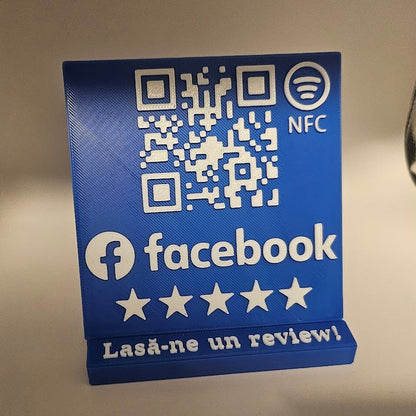 NFC
facebook
Lasă-ne un review!